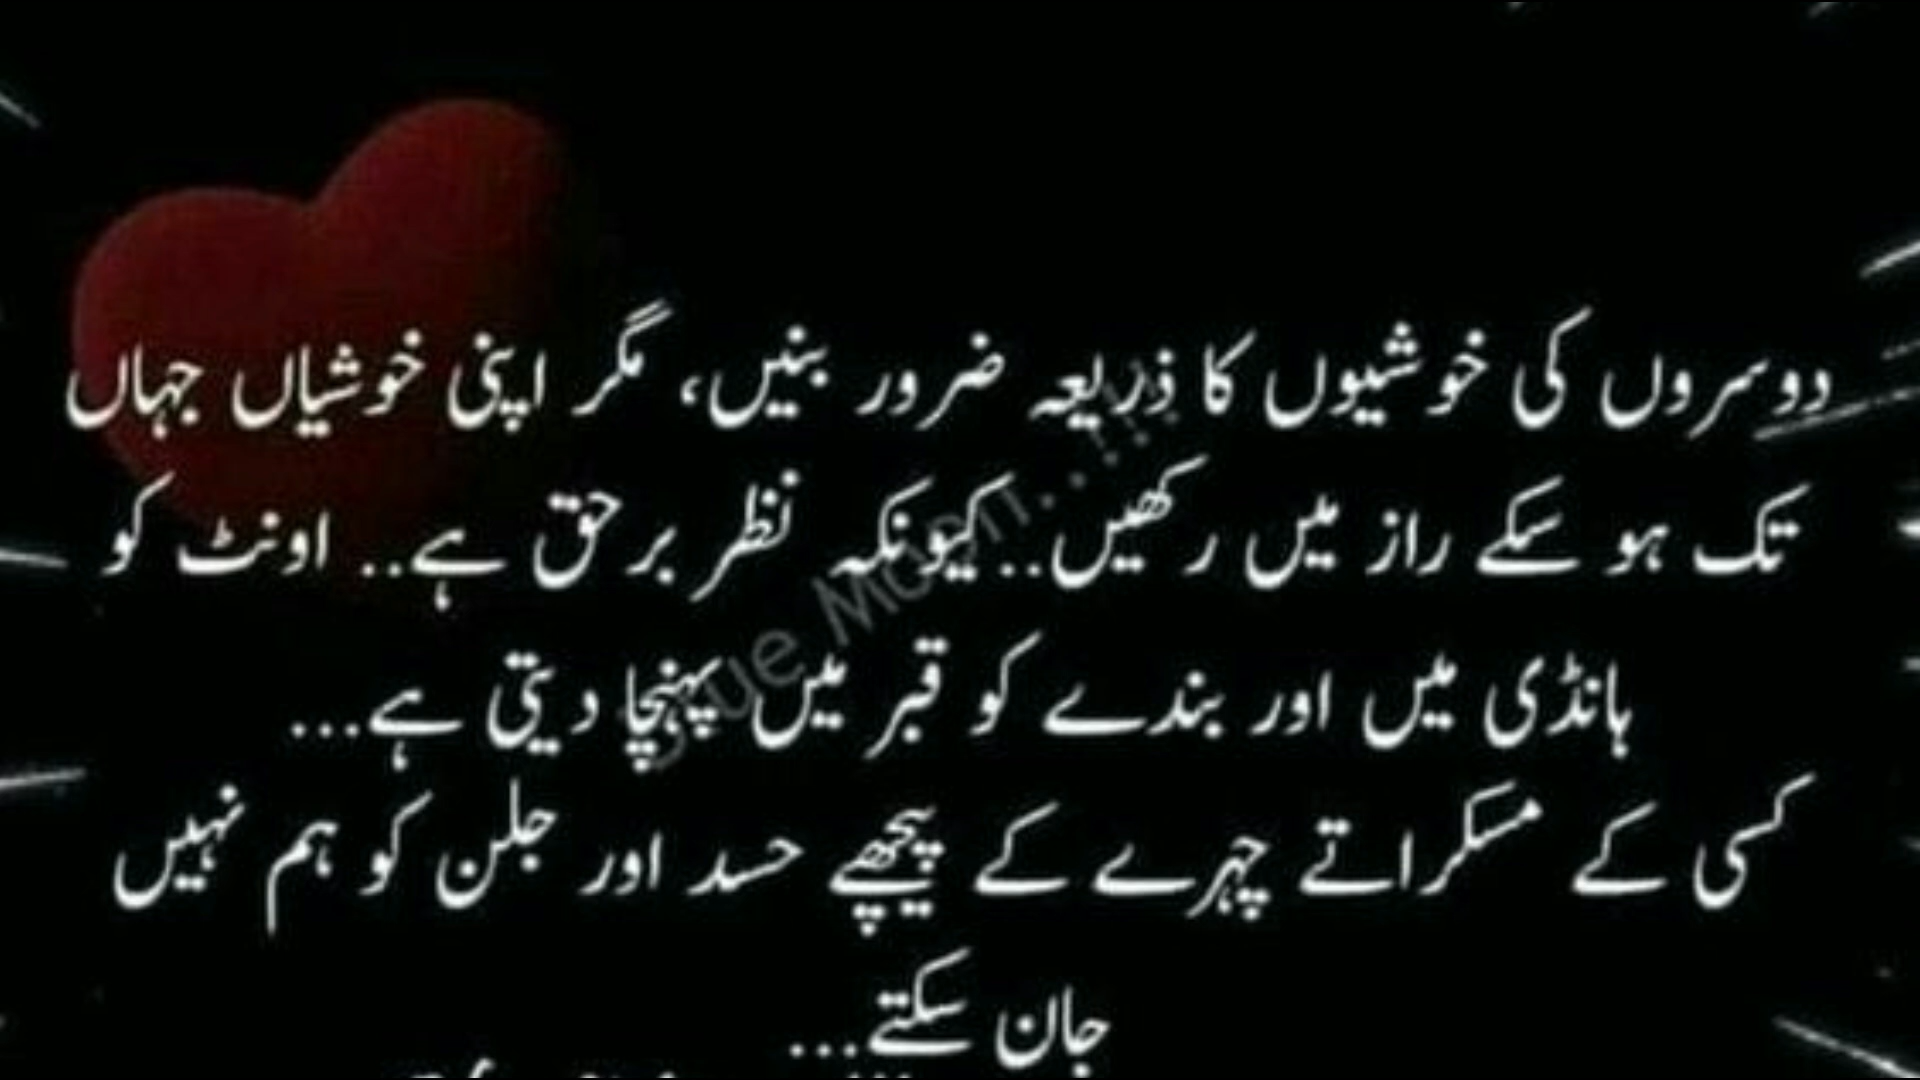 دوسروں کی خوشیوں کا ذریعہ ضرور بنیں، مگر اپنی خوشیاں جہاں
تک ہو سکے راز میں رکھیں..کیونکہ نظر برحق ہے.. اونٹ کو
ہانڈی میں اور بندے کو قبر میں پہنچا دیتی ہے...
کسی کے مسکراتے چہرے کے پیچھے حسد اور جلن کو ہم نہیں
جان سکتے...
Moon..!!!